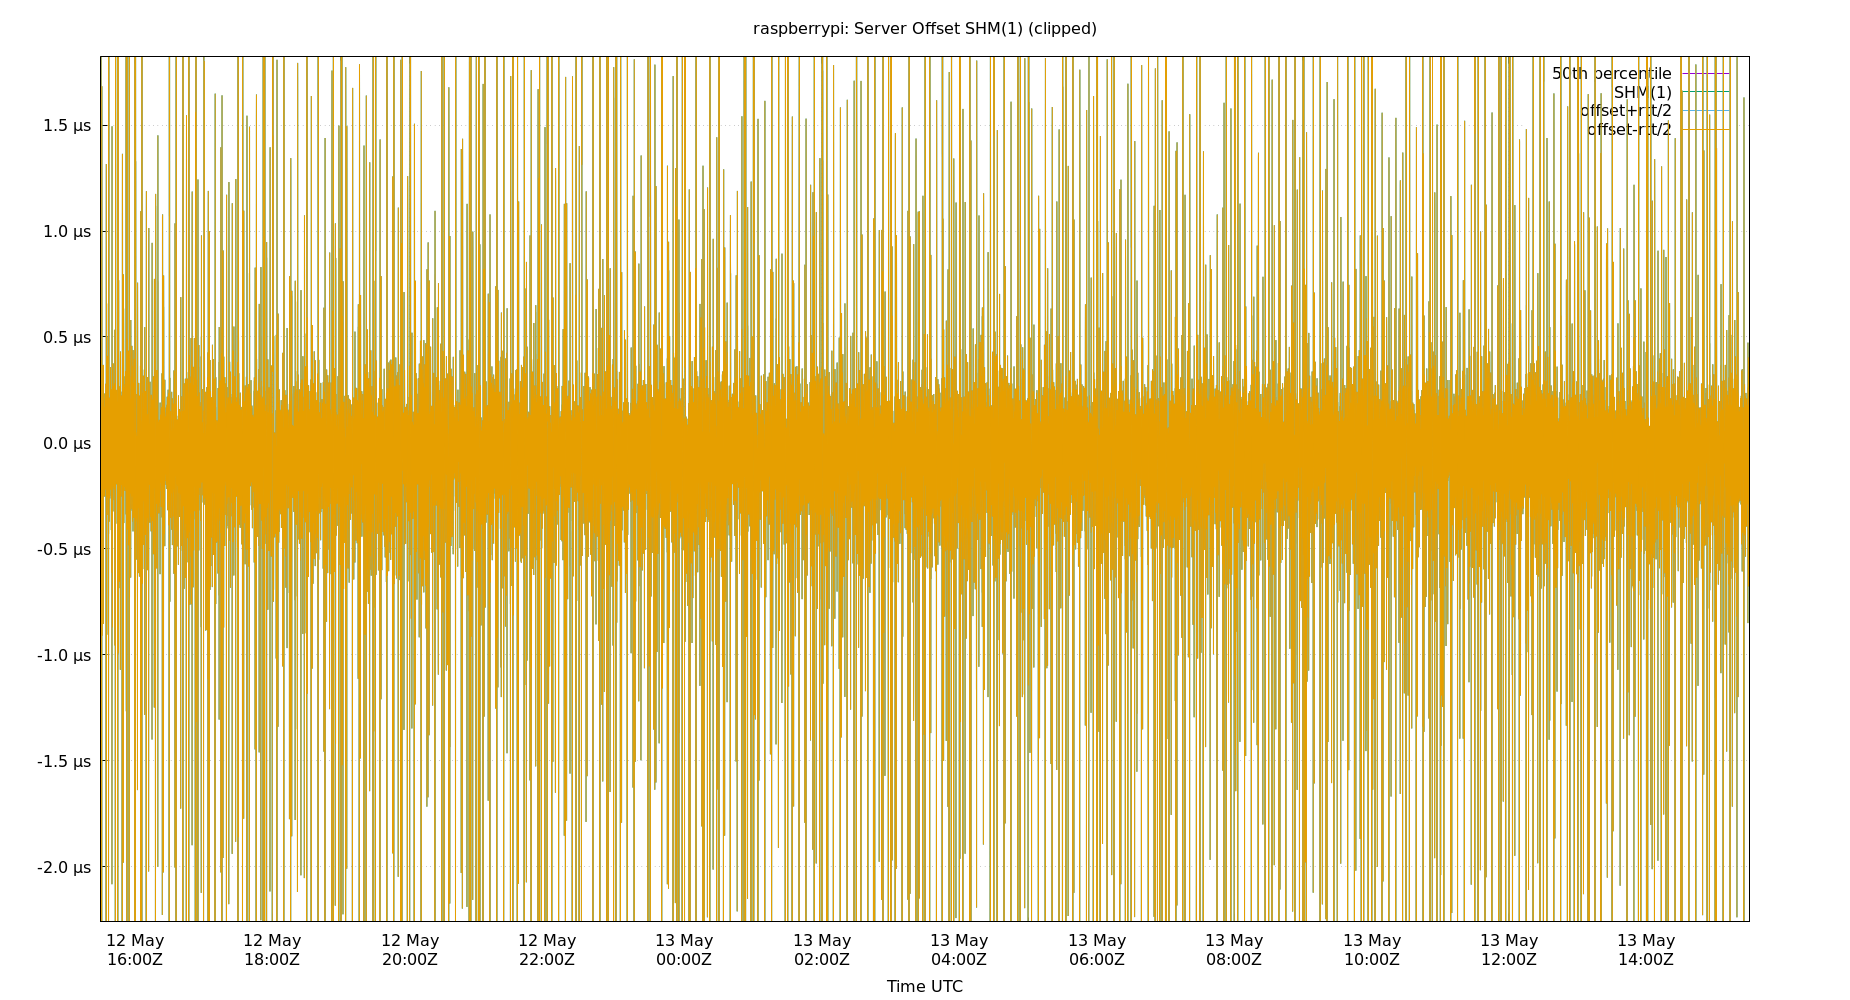 raspberrypi: Server Offset SHM(1) (clipped)
50th percentile
SHM(1)
offset+rtt/2
offset-rtt/2
1.5 µs
1.0 µs
0.5 µs
0.0 µs
-0.5 µs
-1.0 µs
-1.5 µs
-2.0 µs
12 May 12 May 12 May 12 May 13 May 13 May 13 May 13 May 13 May 13 May 13 May 13 May
16:00Z 18:00Z 20:00Z 22:00Z 00:00Z 02:00Z 04:00Z 06:00Z 08:00Z 10:00Z 12:00Z 14:00Z
Time UTC